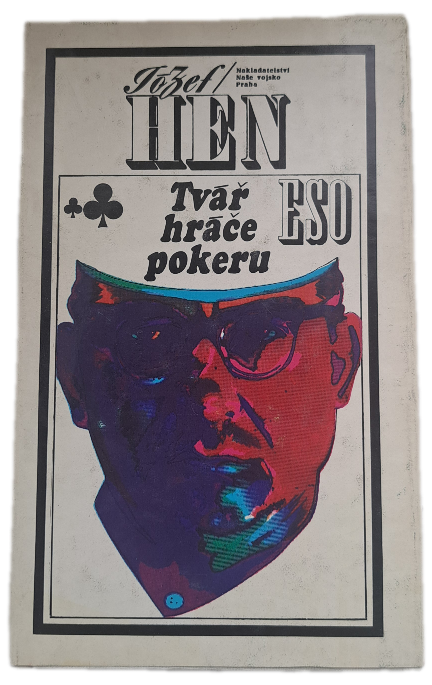 Józef/
Nakladatelství
Naše vojsko
Praha
HEN
Tvář
hráče
pokeru
ESO